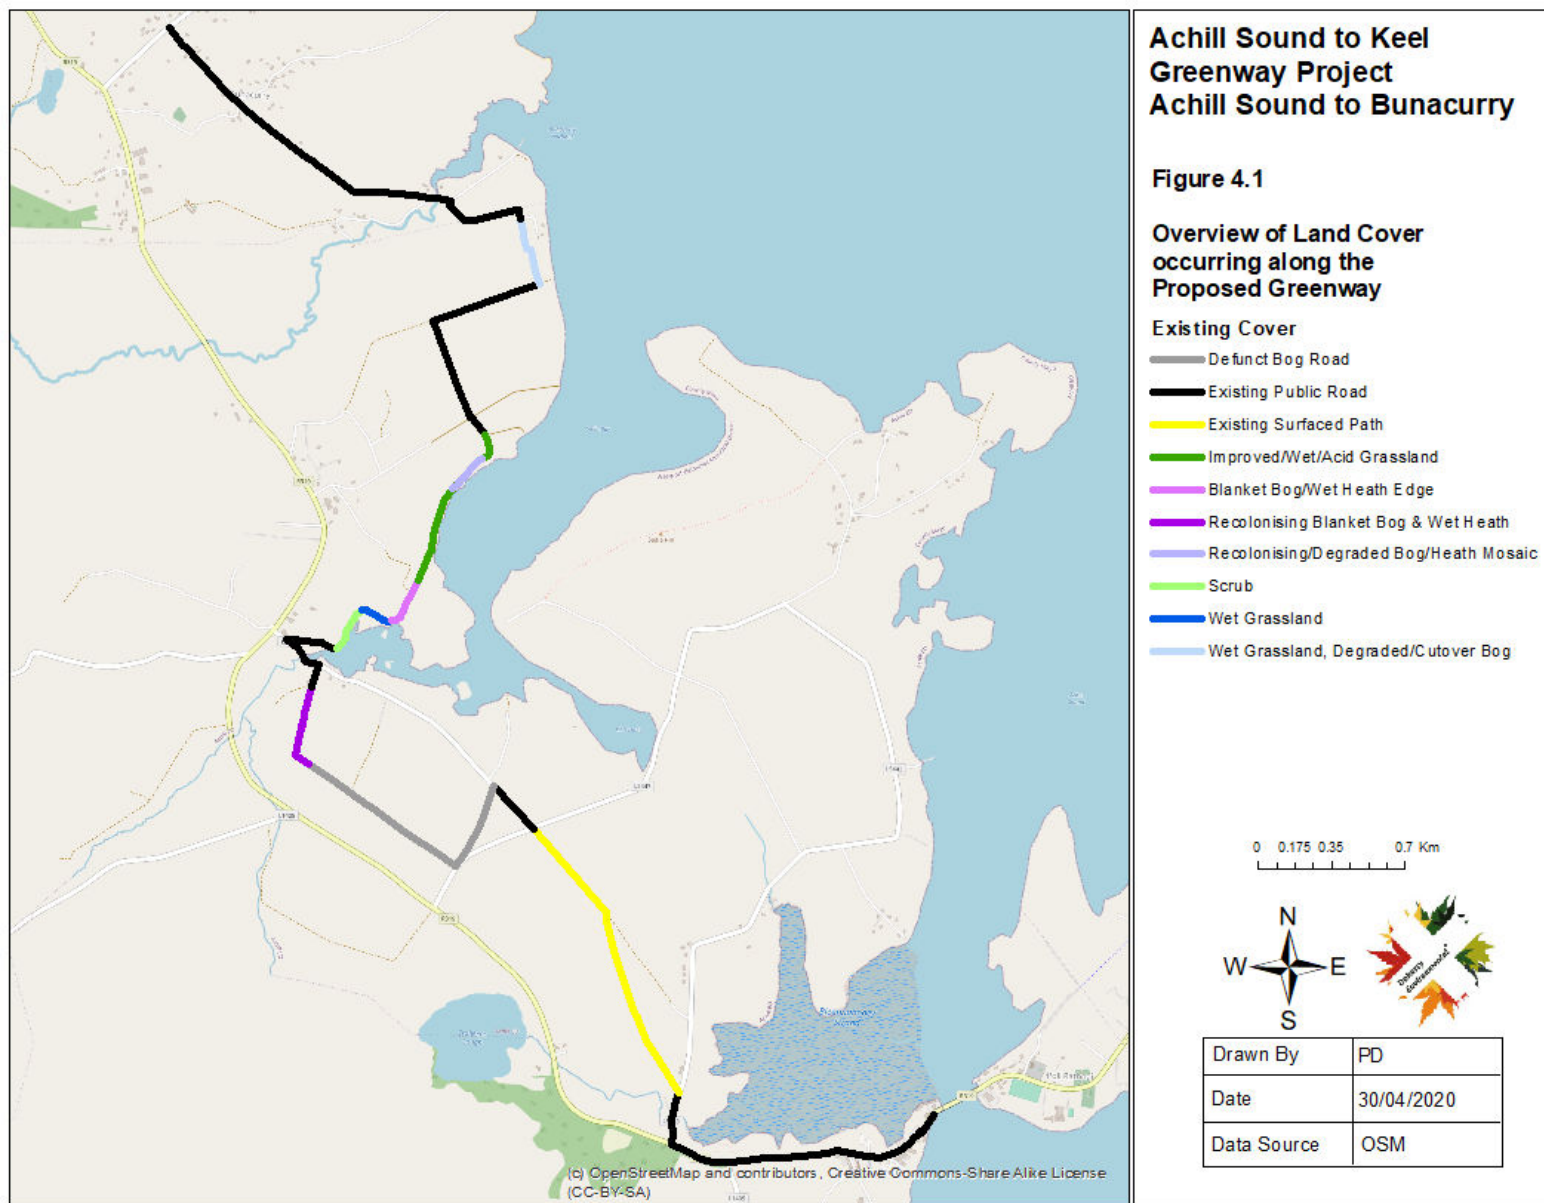 Achill Sound to Keel
Greenway Project
Achill Sound to Bunacurry
Figure 4.1
Overview of Land Cover
occurring along the
Proposed Greenway
Existing Cover
Defunct Bog Road
Existing Public Road
Existing Surfaced Path
Improved/Wet/Acid Grassland
Blanket Bog/Wet Heath Edge
Recolonising Blanket Bog & Wet Heath
Recolonising/Degraded Bog/Heath Mosaic
Scrub
Wet Grassland
Wet Grassland, Degraded/Cutover Bog
0 0.175 0.35 0.7 Km
N
W E
S
Doherty
Environmental
Drawn By PD
Date 30/04/2020
Data Source OSM
(c) OpenStreetMap and contributors, Creative Commons-Share Alike License
(CC-BY-SA)